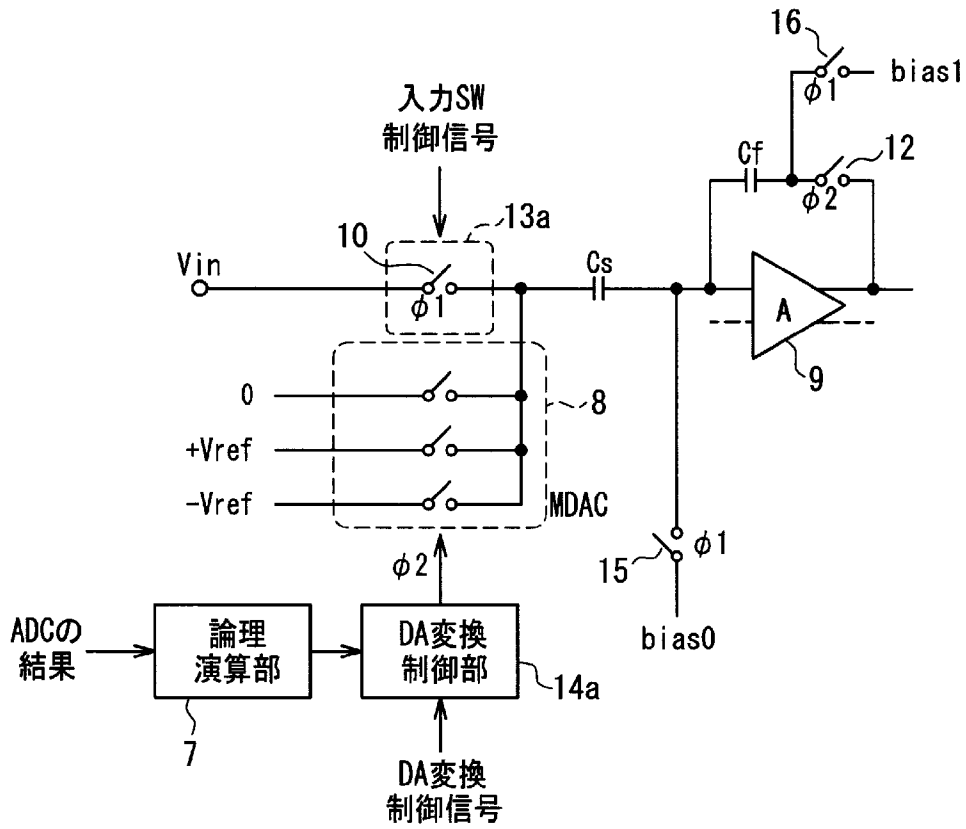 16
bias1
φ1
入力SW
制御信号
Cf
12
φ2
13a
10
Vin
Cs
φ1
A
9
0
8
+Vref
-Vref
MDAC
φ1
15
φ2
bias0
ADCの
結果
論理
演算部
DA変換
制御部
14a
7
DA変換
制御信号